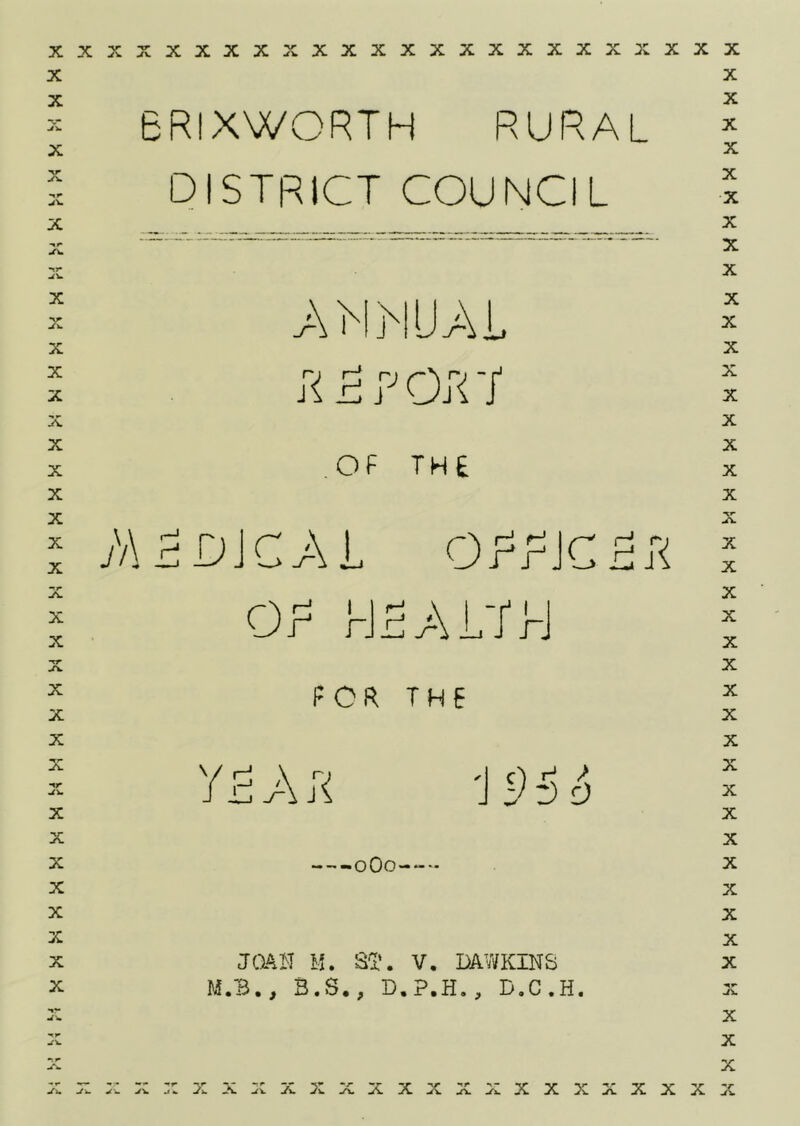 X X X X X X X X X X X X X X X X X X X X X X X X
BRIXWORTH RURAL
DISTRICT COUNCIL
ANNUAL
REPORT
OF THE
MEDICAL OFFICER
OF HEALTH
FOR THE
YEAR 1956
----oOo----
JOAN M. ST. V. DAWKINS
M.B., B.S., D.P.H., D.C.H.
X X X X X X X X X X X X X X X X X X X X X X X X